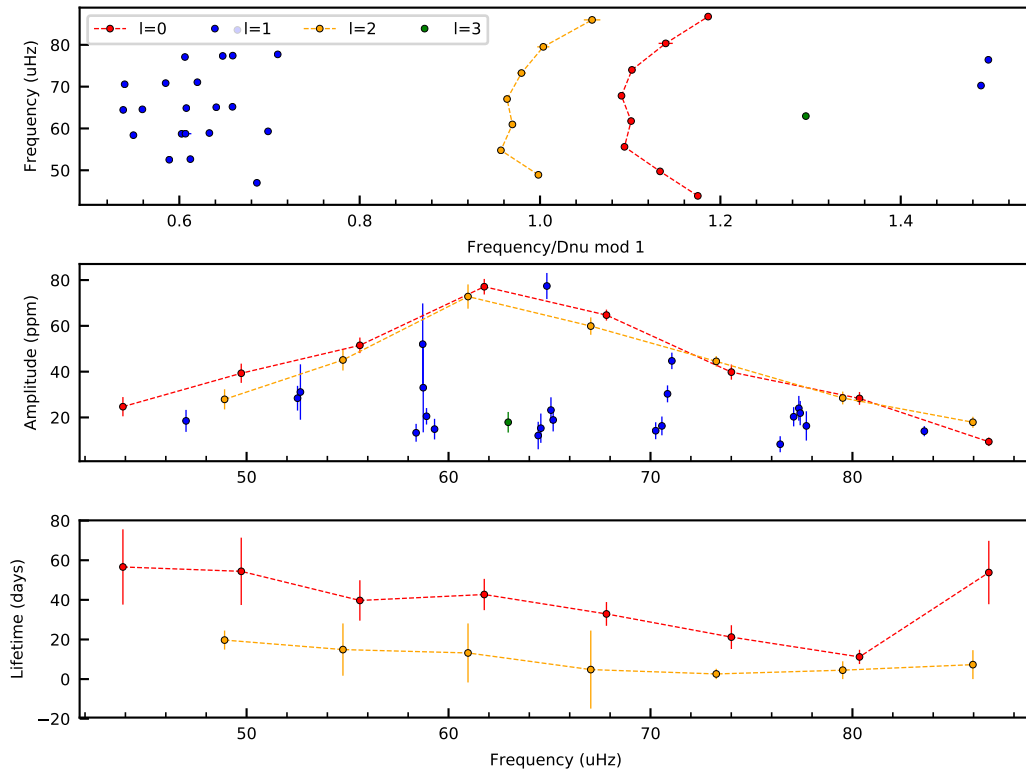 l=0 l=1 l=2 l=3
80
70
60
50
Frequency (uHz)
0.6 0.8 1.0 1.2 1.4
Frequency/Dnu mod 1
80
60
40
20
Amplitude (ppm)
50 60 70 80
80
60
40
20
0
−20
Lifetime (days)
50 60 70 80
Frequency (uHz)